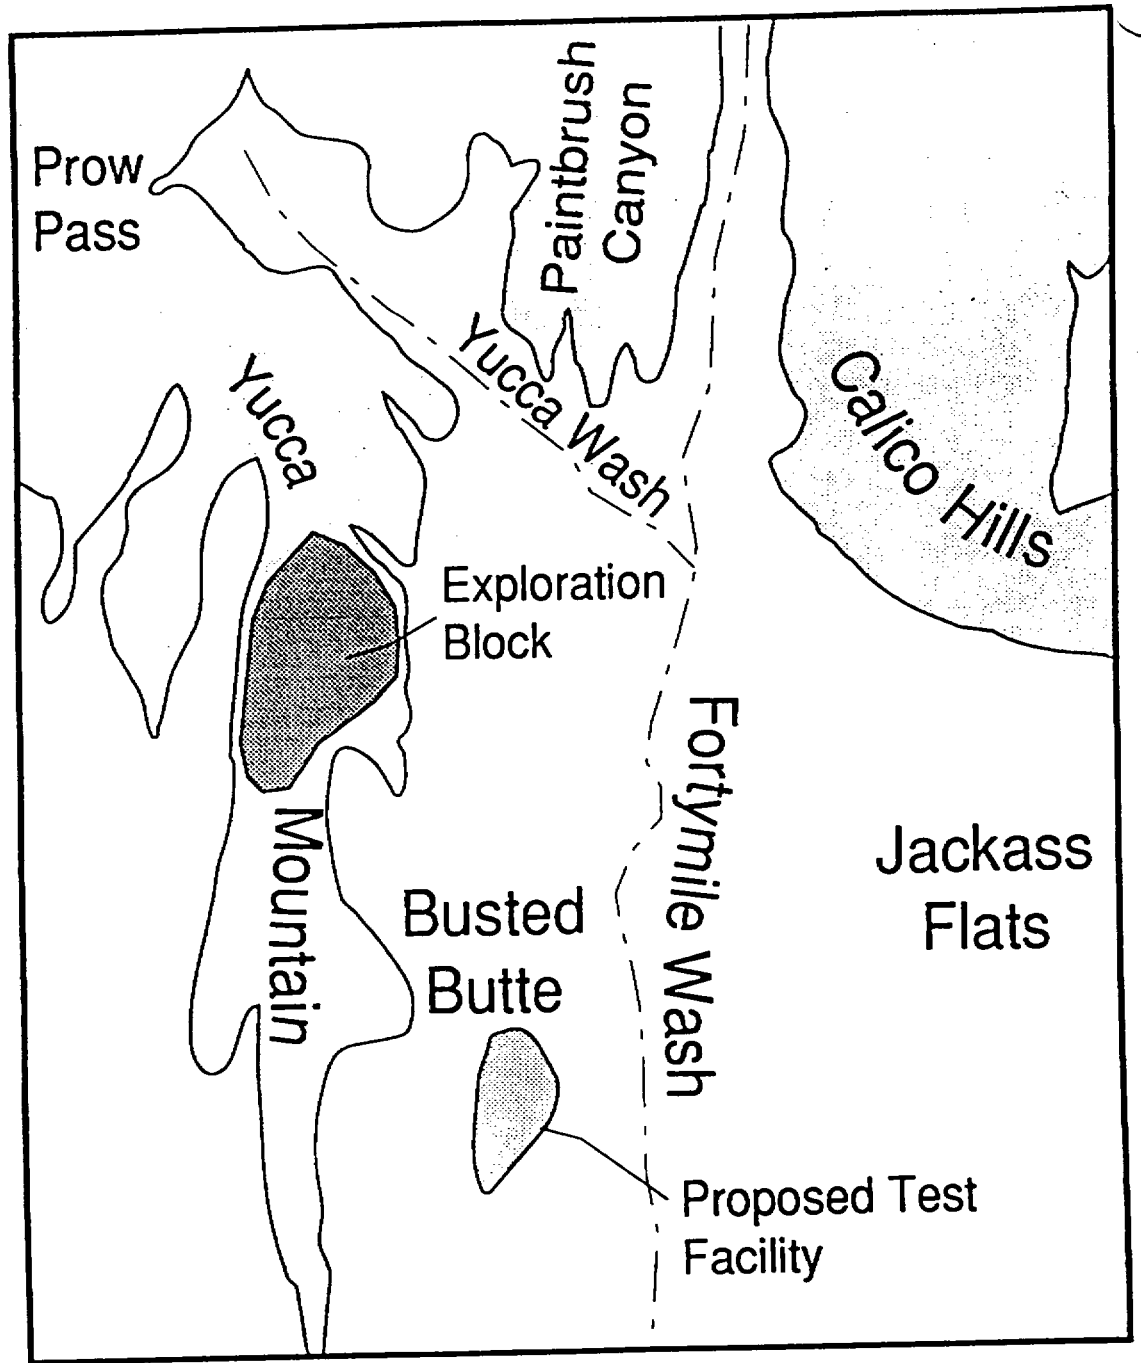 Prow
Pass
Paintbrush
Canyon
Yucca
Yucca Wash
Calico Hills
Exploration
Block
Fortymile Wash
Mountain
Jackass
Flats
Busted
Butte
Proposed Test
Facility